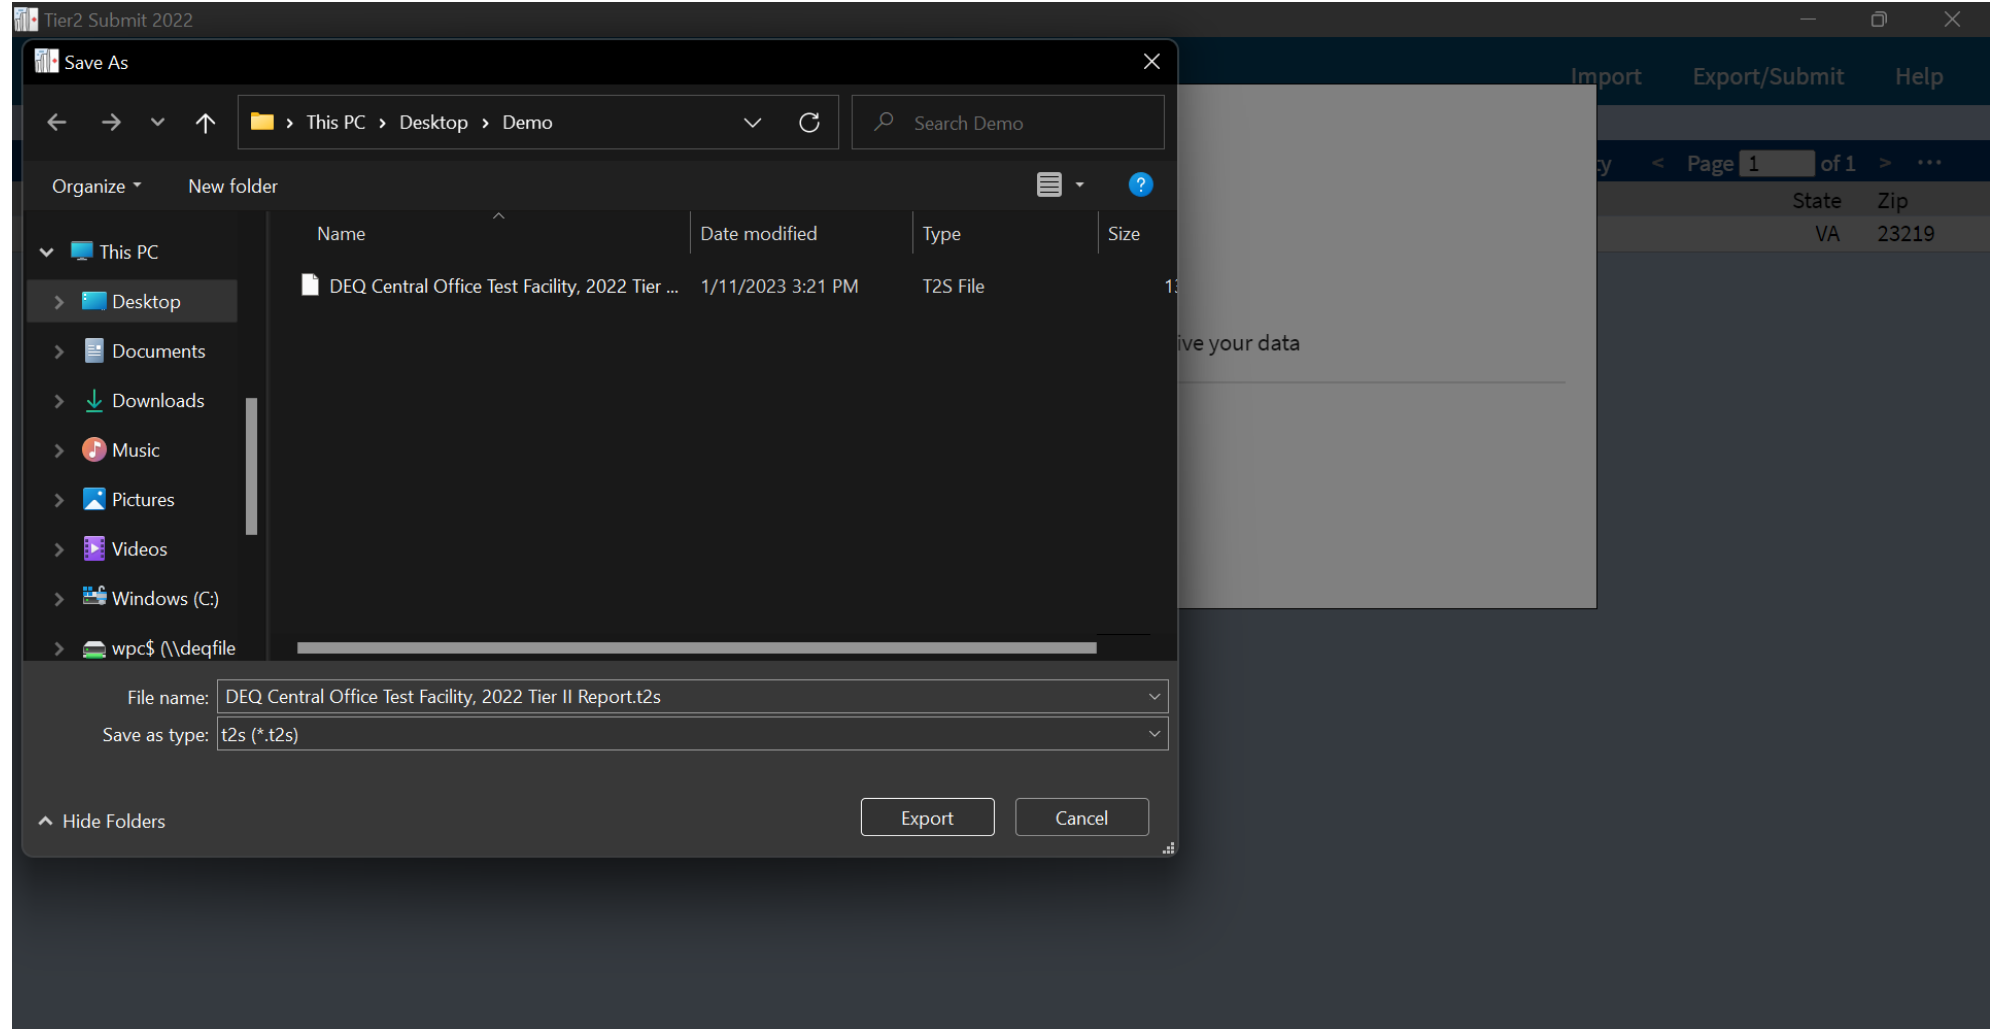 Tier2 Submit 2022
Save As
Import Export/Submit Help
This PC > Desktop > Demo
Search Demo
Page 1 of 1
Organize New folder
State Zip
Name Date modified Type Size
VA 23219
This PC
DEQ Central Office Test Facility, 2022 Tier ... 1/11/2023 3:21 PM T2S File
Desktop
Documents
ive your data
Downloads
Music
Pictures
Videos
Windows (C:)
wpc$ (\\deqfile
File name: DEQ Central Office Test Facility, 2022 Tier II Report.t2s
Save as type: t2s (*.t2s)
Hide Folders
Export Cancel